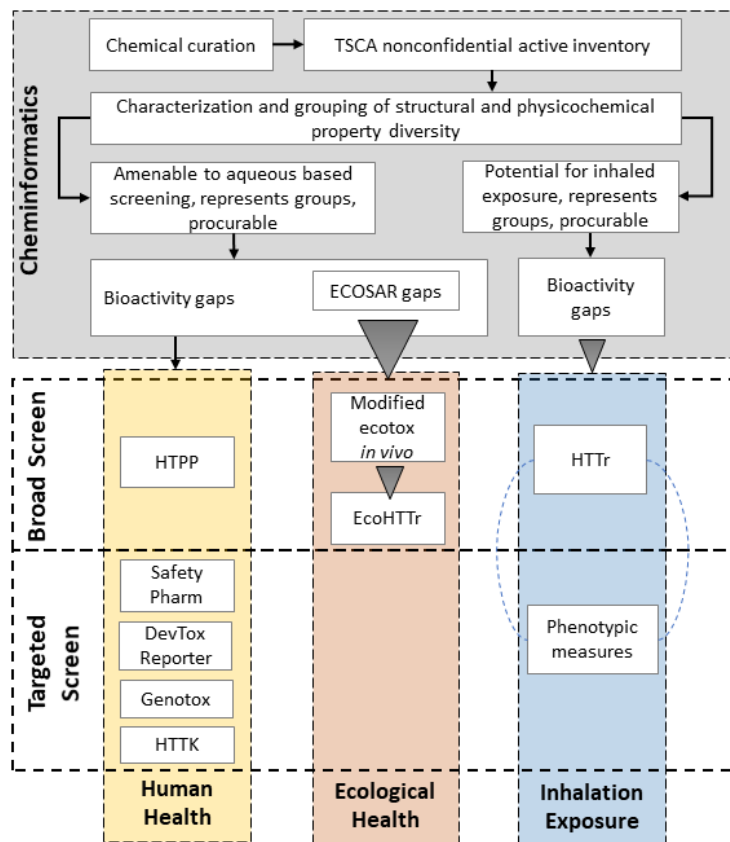 Cheminformatics
Chemical curation
TSCA nonconfidential active inventory
Characterization and grouping of structural and physicochemical
property diversity
Amenable to aqueous based
screening, represents groups,
procurable
Potential for inhaled
exposure, represents
groups, procurable
Bioactivity gaps
ECOSAR gaps
Bioactivity
gaps
Broad Screen
HTPP
Modified
ecotox
in vivo
EcoHTTr
HTTr
Targeted
Screen
Safety
Pharm
DevTox
Reporter
Genotox
HTTK
Phenotypic
measures
Human
Health
Ecological
Health
Inhalation
Exposure